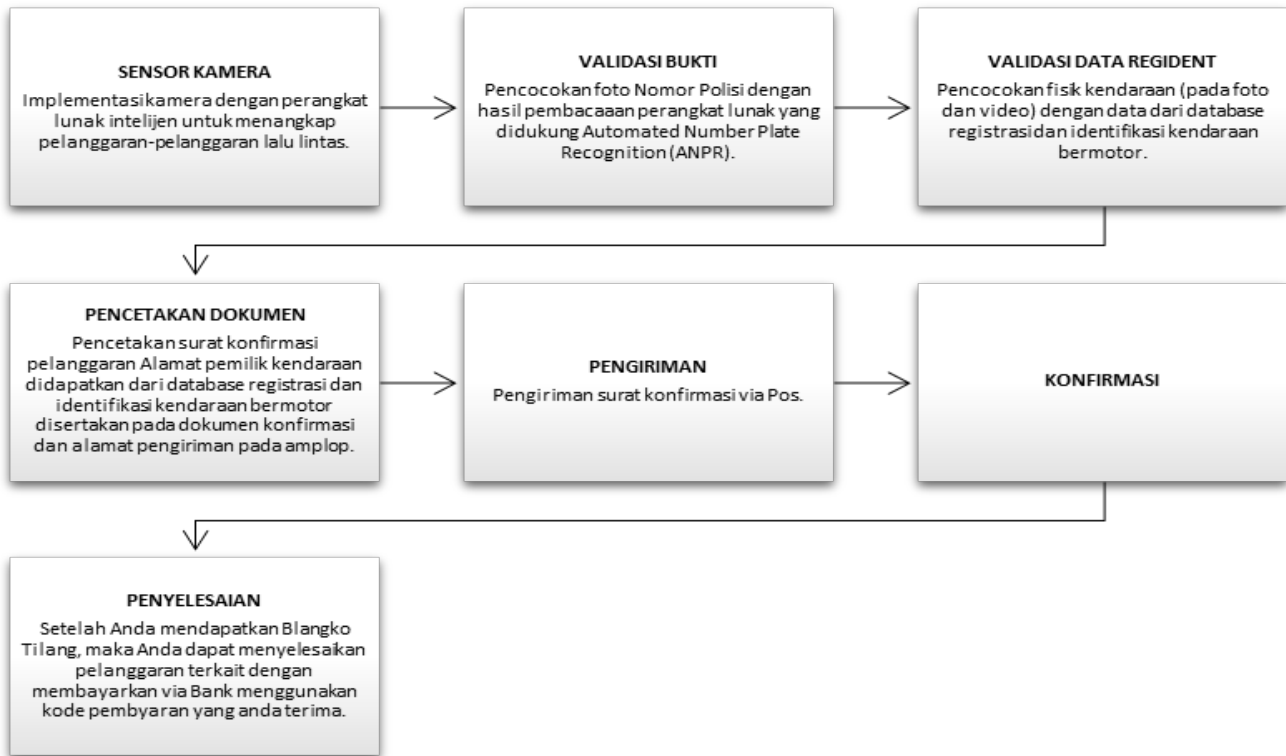 SENSOR KAMERA
Implementasi kamera dengan perangkat
lunak intelijen untuk menangkap
pelanggaran-pelanggaran lalu lintas.
VALIDASI BUKTI
Pencocokan foto Nomor Polisi dengan
hasil pembacaaan perangkat lunak yang
didukung Automated Number Plate
Recognition (ANPR).
VALIDASI DATA REGIDENT
Pencocokan fisik kendaraan (pada foto
dan video) dengan data dari database
registrasi dan identifikasi kendaraan
bermotor.
PENCETAKAN DOKUMEN
Pencetakan surat konfirmasi
pelanggaran Alamat pemilik kendaraan
didapatkan dari database registrasi dan
identifikasi kendaraan bermotor
disertakan pada dokumen konfirmasi
dan alamat pengiriman pada amplop.
PENGIRIMAN
Pengiriman surat konfirmasi via Pos.
KONFIRMASI
PENYELESAIAN
Setelah Anda mendapatkan Blangko
Tilang, maka Anda dapat menyelesaikan
pelanggaran terkait dengan
membayarkan via Bank menggunakan
kode pembyaran yang anda terima.